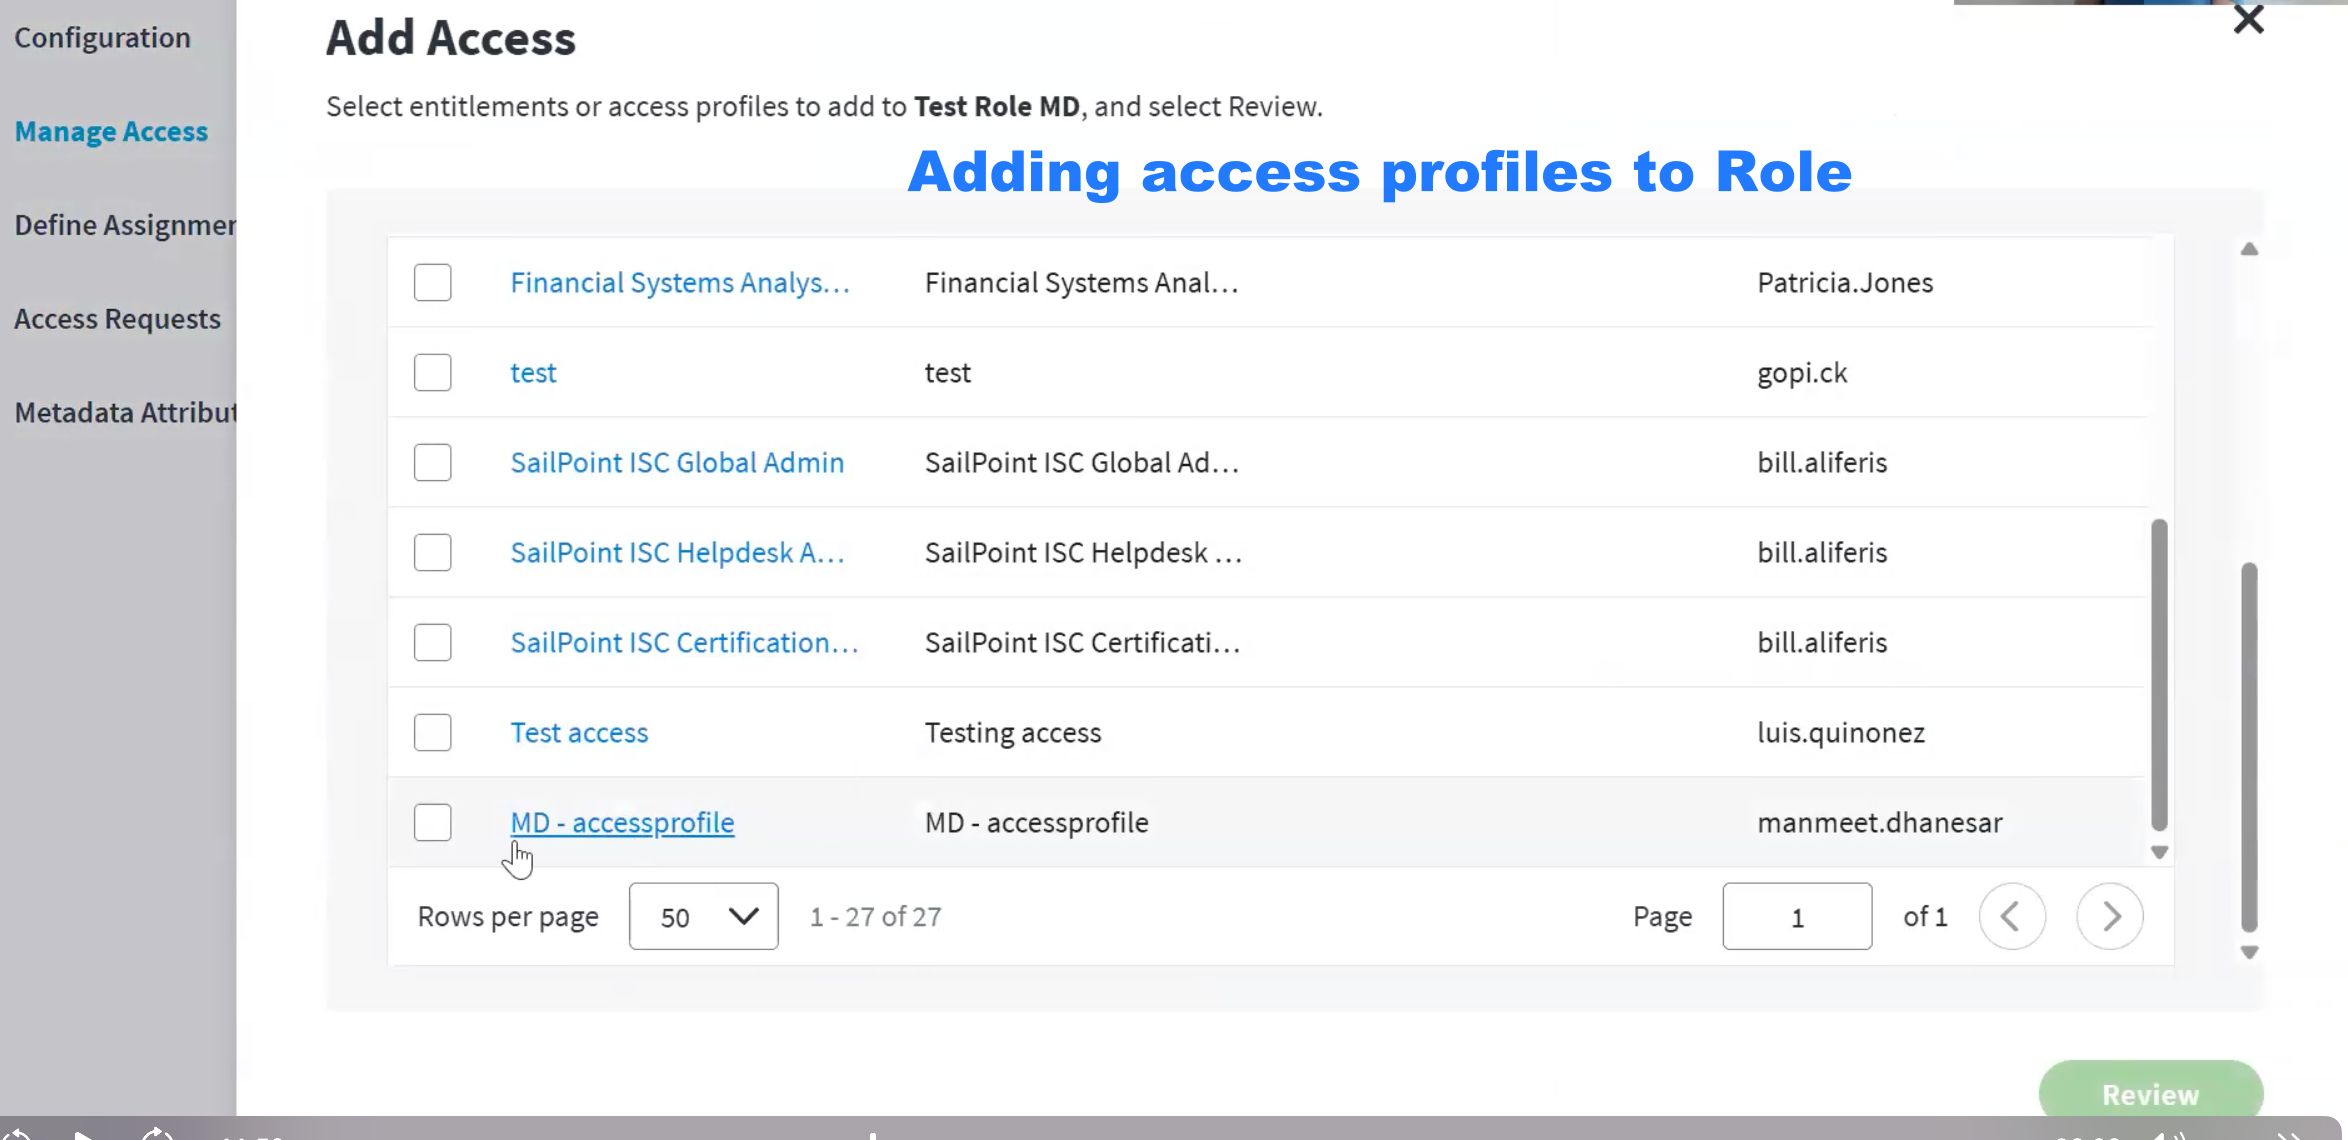 Configuration
Manage Access
Define Assignmen
Access Requests
Metadata Attribut
Add Access
Select entitlements or access profiles to add to Test Role MD, and select Review.
Adding access profiles to Role
Financial Systems Analys... Financial Systems Anal... Patricia.Jones
test test gopi.ck
SailPoint ISC Global Admin SailPoint ISC Global Ad... bill.aliferis
SailPoint ISC Helpdesk A... SailPoint ISC Helpdesk ... bill.aliferis
SailPoint ISC Certification... SailPoint ISC Certificati... bill.aliferis
Test access Testing access luis.quinonez
MD - accessprofile MD - accessprofile manmeet.dhanesar
Rows per page 50 1 - 27 of 27 Page 1 of 1
Review